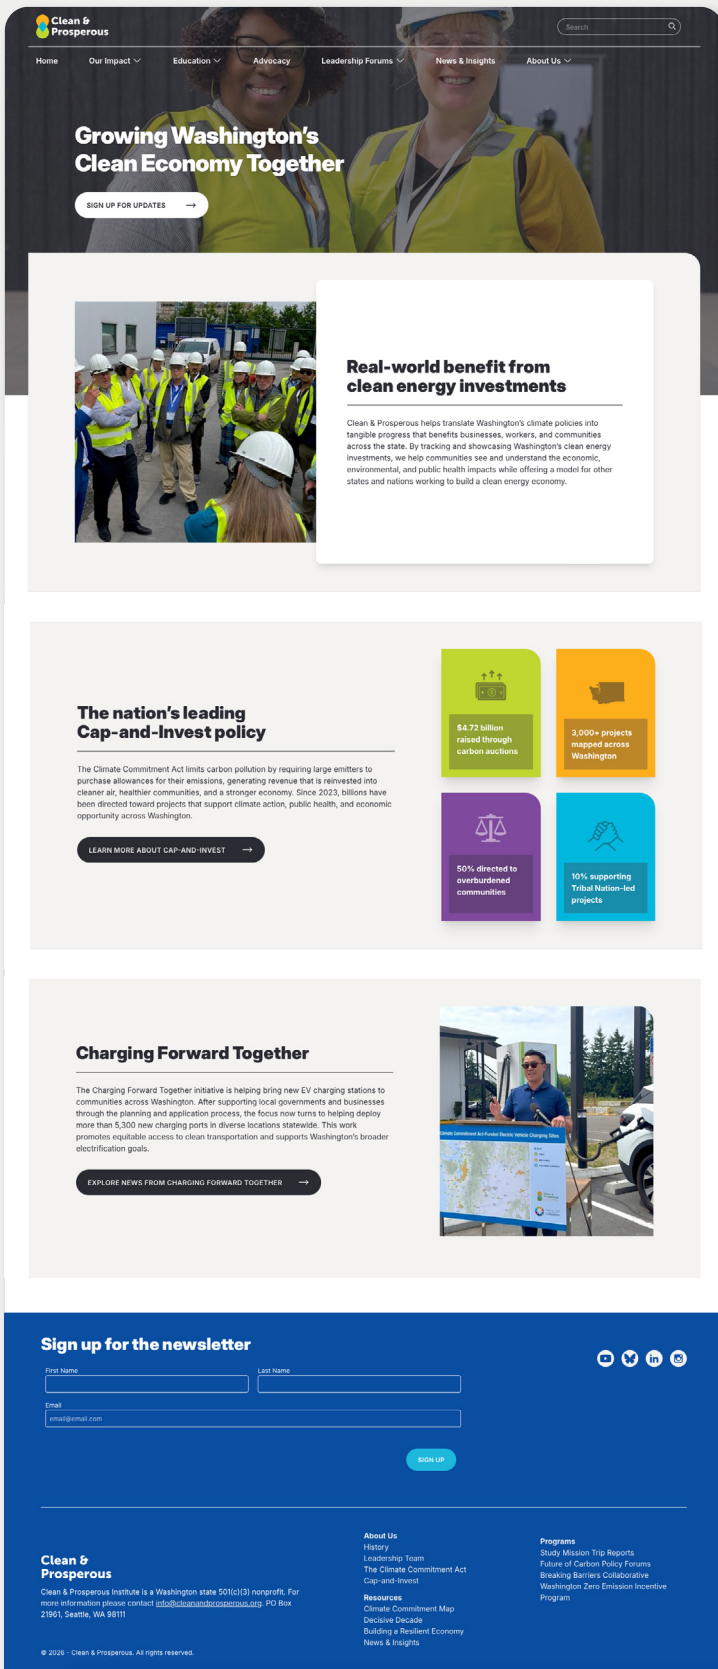 Clean &
Prosperous
Search
Home
Our Impact
Education
Advocacy
Leadership Forums
News & Insights
About Us
Growing Washington's
Clean Economy Together
SIGN UP FOR UPDATES →
Real-world benefit from
clean energy investments
Clean & Prosperous helps translate Washington's climate policies into
tangible progress that benefits businesses, workers, and communities
across the state. By tracking and showcasing Washington's clean energy
investments, we help communities see and understand the economic,
environmental, and public health impacts while offering a model for other
states and nations working to build a clean energy economy.
The nation's leading
Cap-and-Invest policy
The Climate Commitment Act limits carbon pollution by requiring large emitters to
purchase allowances for their emissions, generating revenue that is reinvested into
cleaner air, healthier communities, and a stronger economy. Since 2023, billions have
been directed toward projects that support climate action, public health, and economic
opportunity across Washington.
LEARN MORE ABOUT CAP-AND-INVEST →
$4.72 billion
raised through
carbon auctions
3,000+ projects
mapped across
Washington
50% directed to
overburdened
communities
10% supporting
Tribal Nation-led
projects
Charging Forward Together
The Charging Forward Together initiative is helping bring new EV charging stations to
communities across Washington. After supporting local governments and businesses
through the planning and application process, the focus now turns to helping deploy
more than 5,300 new charging ports in diverse locations statewide. This work
promotes equitable access to clean transportation and supports Washington's broader
electrification goals.
EXPLORE NEWS FROM CHARGING FORWARD TOGETHER →
Climate Commitment Act-Funded Electric Vehicle Charging Sites
Sign up for the newsletter
First Name
Last Name
Email
email@email.com
SIGN UP
Clean &
Prosperous
Clean & Prosperous Institute is a Washington state 501(c)(3) nonprofit. For
more information please contact info@cleanandprosperous.org. PO Box
21961, Seattle, WA 98111
© 2026 - Clean & Prosperous. All rights reserved.
About Us
History
Leadership Team
The Climate Commitment Act
Cap-and-Invest
Resources
Climate Commitment Map
Decisive Decade
Building a Resilient Economy
News & Insights
Programs
Study Mission Trip Reports
Future of Carbon Policy Forums
Breaking Barriers Collaborative
Washington Zero Emission Incentive
Program